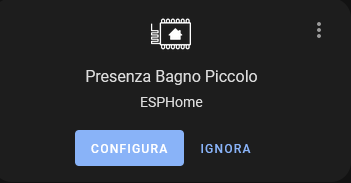 Presenza Bagno Piccolo
ESPHome
CONFIGURA IGNORA